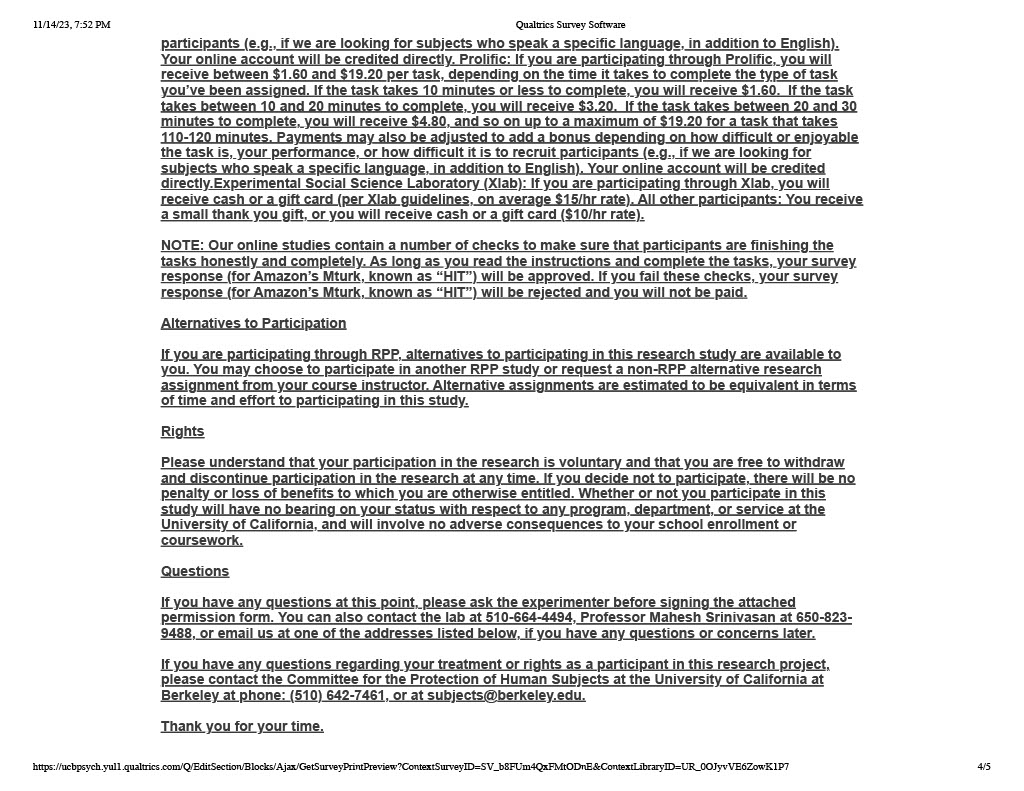 11/14/23, 7:52 PM
Qualtrics Survey Software
participants (e.g., if we are looking for subjects who speak a specific language, in addition to English).
Your online account will be credited directly. Prolific: If you are participating through Prolific, you will
receive between $1.60 and $19.20 per task, depending on the time it takes to complete the type of task
you’ve been assigned. If the task takes 10 minutes or less to complete, you will receive $1.60.  If the task
takes between 10 and 20 minutes to complete, you will receive $3.20.  If the task takes between 20 and 30
minutes to complete, you will receive $4.80, and so on up to a maximum of $19.20 for a task that takes
110-120 minutes. Payments may also be adjusted to add a bonus depending on how difficult or enjoyable
the task is, your performance, or how difficult it is to recruit participants (e.g., if we are looking for
subjects who speak a specific language, in addition to English). Your online account will be credited
directly.Experimental Social Science Laboratory (Xlab): If you are participating through Xlab, you will
receive cash or a gift card (per Xlab guidelines, on average $15/hr rate). All other participants: You receive
a small thank you gift, or you will receive cash or a gift card ($10/hr rate).
NOTE: Our online studies contain a number of checks to make sure that participants are finishing the
tasks honestly and completely. As long as you read the instructions and complete the tasks, your survey
response (for Amazon’s Mturk, known as “HIT”) will be approved. If you fail these checks, your survey
response (for Amazon’s Mturk, known as “HIT”) will be rejected and you will not be paid.
Alternatives to Participation
If you are participating through RPP, alternatives to participating in this research study are available to
you. You may choose to participate in another RPP study or request a non-RPP alternative research
assignment from your course instructor. Alternative assignments are estimated to be equivalent in terms
of time and effort to participating in this study.
Rights
Please understand that your participation in the research is voluntary and that you are free to withdraw
and discontinue participation in the research at any time. If you decide not to participate, there will be no
penalty or loss of benefits to which you are otherwise entitled. Whether or not you participate in this
study will have no bearing on your status with respect to any program, department, or service at the
University of California, and will involve no adverse consequences to your school enrollment or
coursework.
Questions
If you have any questions at this point, please ask the experimenter before signing the attached
permission form. You can also contact the lab at 510-664-4494, Professor Mahesh Srinivasan at 650-823-
9488, or email us at one of the addresses listed below, if you have any questions or concerns later.
If you have any questions regarding your treatment or rights as a participant in this research project,
please contact the Committee for the Protection of Human Subjects at the University of California at
Berkeley at phone: (510) 642-7461, or at subjects@berkeley.edu.
Thank you for your time.
https://ucbpsych.yul1.qualtrics.com/Q/EditSection/Blocks/Ajax/GetSurveyPrintPreview?ContextSurveyID=SV_b8FUm4QxFMtODnE&ContextLibraryID=UR_0OJyvVE6ZowK1P7
4/5